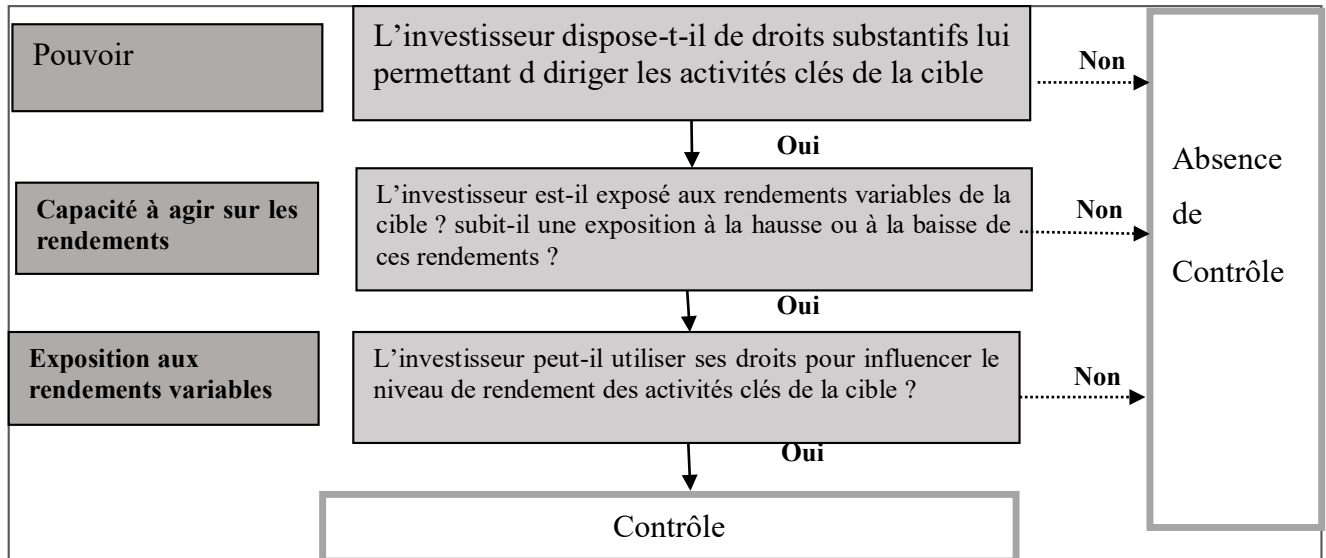 Pouvoir
L’investisseur dispose-t-il de droits substantifs lui
permettant d diriger les activités clés de la cible
Non
Oui
Capacité à agir sur les
rendements
L’investisseur est-il exposé aux rendements variables de la
cible ? subit-il une exposition à la hausse ou à la baisse de
ces rendements ?
Non
Oui
Exposition aux
rendements variables
L’investisseur peut-il utiliser ses droits pour influencer le
niveau de rendement des activités clés de la cible ?
Non
Oui
Absence
de
Contrôle
Contrôle